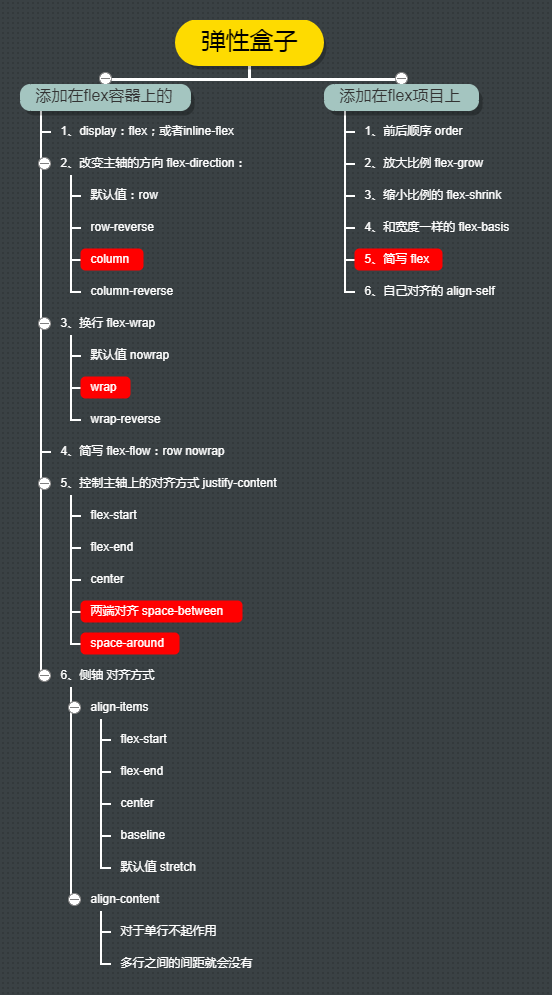 弹性盒子
添加在flex容器上的
1、display：flex；或者inline-flex
2、改变主轴的方向 flex-direction：
默认值：row
row-reverse
column
column-reverse
3、换行 flex-wrap
默认值 nowrap
wrap
wrap-reverse
4、简写 flex-flow：row nowrap
5、控制主轴上的对齐方式 justify-content
flex-start
flex-end
center
两端对齐 space-between
space-around
6、侧轴 对齐方式
align-items
flex-start
flex-end
center
baseline
默认值 stretch
align-content
对于单行不起作用
多行之间的间距就会没有
添加在flex项目上
1、前后顺序 order
2、放大比例 flex-grow
3、缩小比例的 flex-shrink
4、和宽度一样的 flex-basis
5、简写 flex
6、自己对齐的 align-self